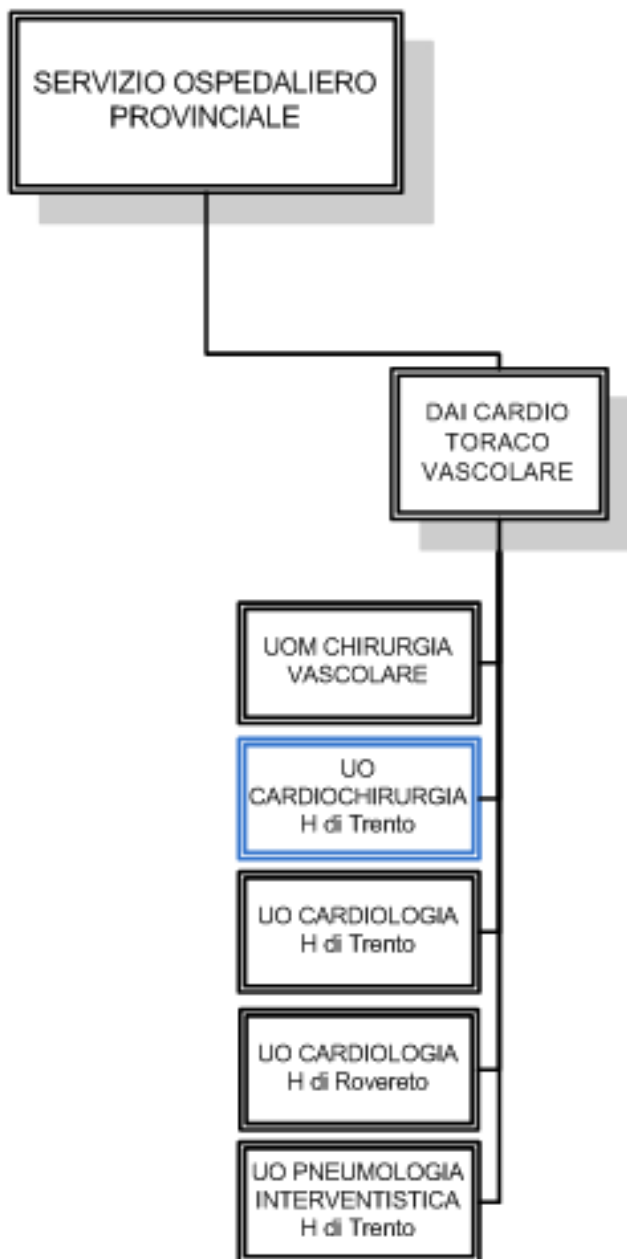 SERVIZIO OSPEDALIERO
PROVINCIALE
DAI CARDIO
TORACO
VASCOLARE
UOM CHIRURGIA
VASCOLARE
UO
CARDIOCHIRURGIA
H di Trento
UO CARDIOLOGIA
H di Trento
UO CARDIOLOGIA
H di Rovereto
UO PNEUMOLOGIA
INTERVENTISTICA
H di Trento